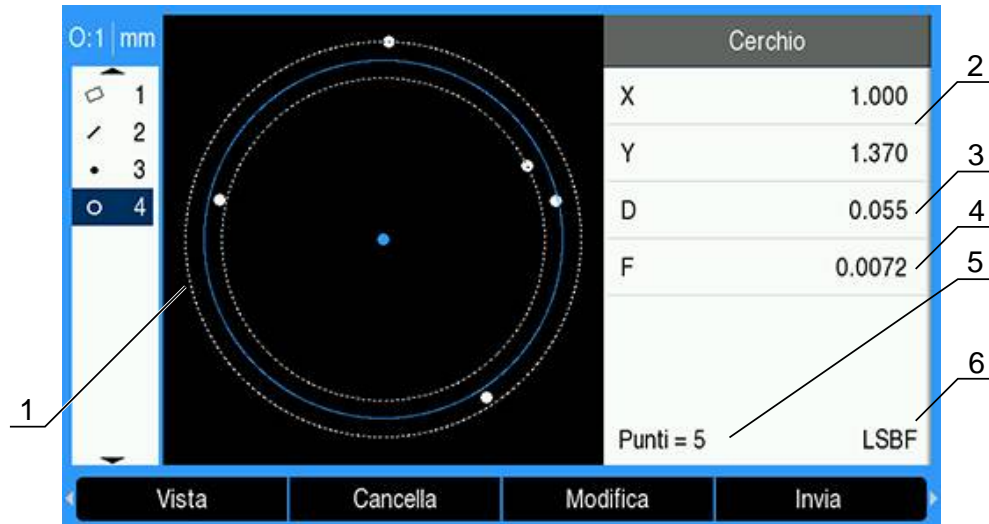 O:1 mm
Cerchio
1
2
3
4
X 1.000
Y 1.370
D 0.055
F 0.0072
Punti = 5 LSBF
Vista Cancella Modifica Invia
1
2
3
4
5
6